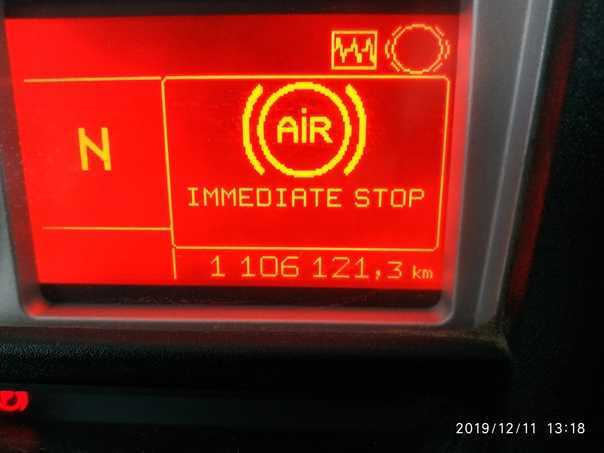 AiR
N
IMMEDIATE STOP
1 106 121,3 km
2019/12/11 13:18